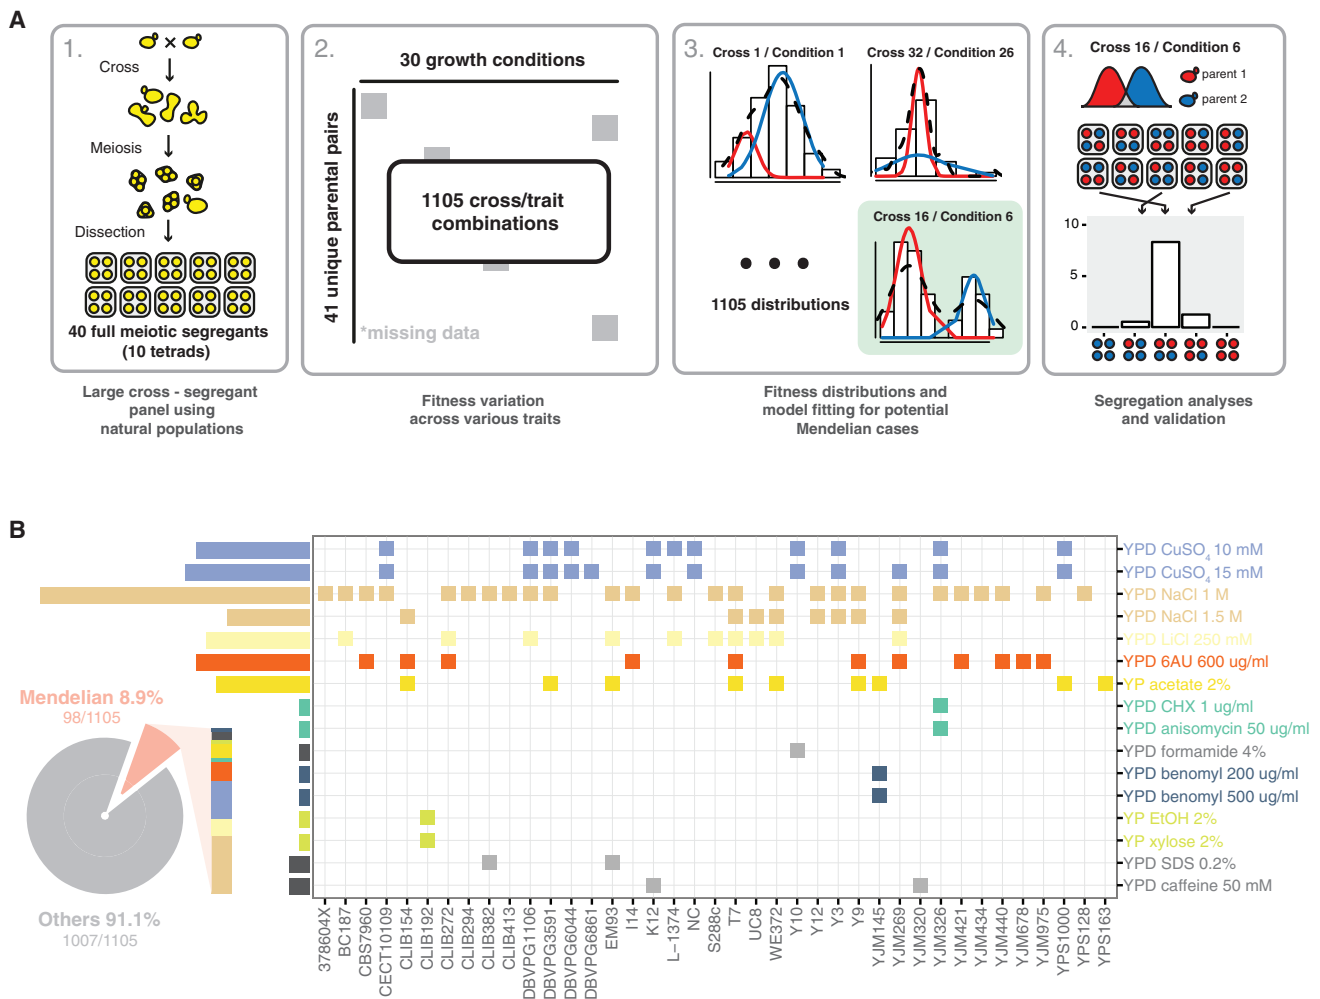 A
1.
Cross
Meiosis
Dissection
40 full meiotic segregants
(10 tetrads)
Large cross - segregant
panel using
natural populations
2.
30 growth conditions
41 unique parental pairs
1105 cross/trait
combinations
*missing data
Fitness variation
across various traits
3.
Cross 1 / Condition 1
Cross 32 / Condition 26
Cross 16 / Condition 6
1105 distributions
Fitness distributions and
model fitting for potential
Mendelian cases
4.
Cross 16 / Condition 6
parent 1
parent 2
10
5
0
Segregation analyses
and validation
B
Mendelian 8.9%
98/1105
Others 91.1%
1007/1105
YPD CuSO4 10 mM
YPD CuSO4 15 mM
YPD NaCl 1 M
YPD NaCl 1.5 M
YPD LiCl 250 mM
YPD 6AU 600 ug/ml
YP acetate 2%
YPD CHX 1 ug/ml
YPD anisomycin 50 ug/ml
YPD formamide 4%
YPD benomyl 200 ug/ml
YPD benomyl 500 ug/ml
YP EtOH 2%
YP xylose 2%
YPD SDS 0.2%
YPD caffeine 50 mM
378604X
BC187
CBS7960
CECT10109
CLIB154
CLIB192
CLIB272
CLIB294
CLIB382
CLIB413
DBVPG1106
DBVPG3591
DBVPG6044
DBVPG6861
EM93
I14
K12
L-1374
NC
S288c
T7
UC8
WE372
Y10
Y12
Y3
Y9
YJM145
YJM269
YJM320
YJM326
YJM421
YJM434
YJM440
YJM678
YJM975
YPS1000
YPS128
YPS163